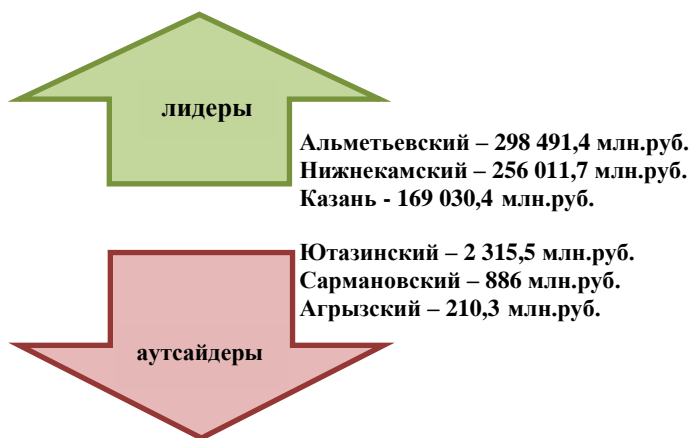 лидеры
Альметьевский – 298 491,4 млн.руб.
Нижнекамский – 256 011,7 млн.руб.
Казань - 169 030,4 млн.руб.
Ютазинский – 2 315,5 млн.руб.
Сармановский – 886 млн.руб.
Агрызский – 210,3 млн.руб.
аутсайдеры